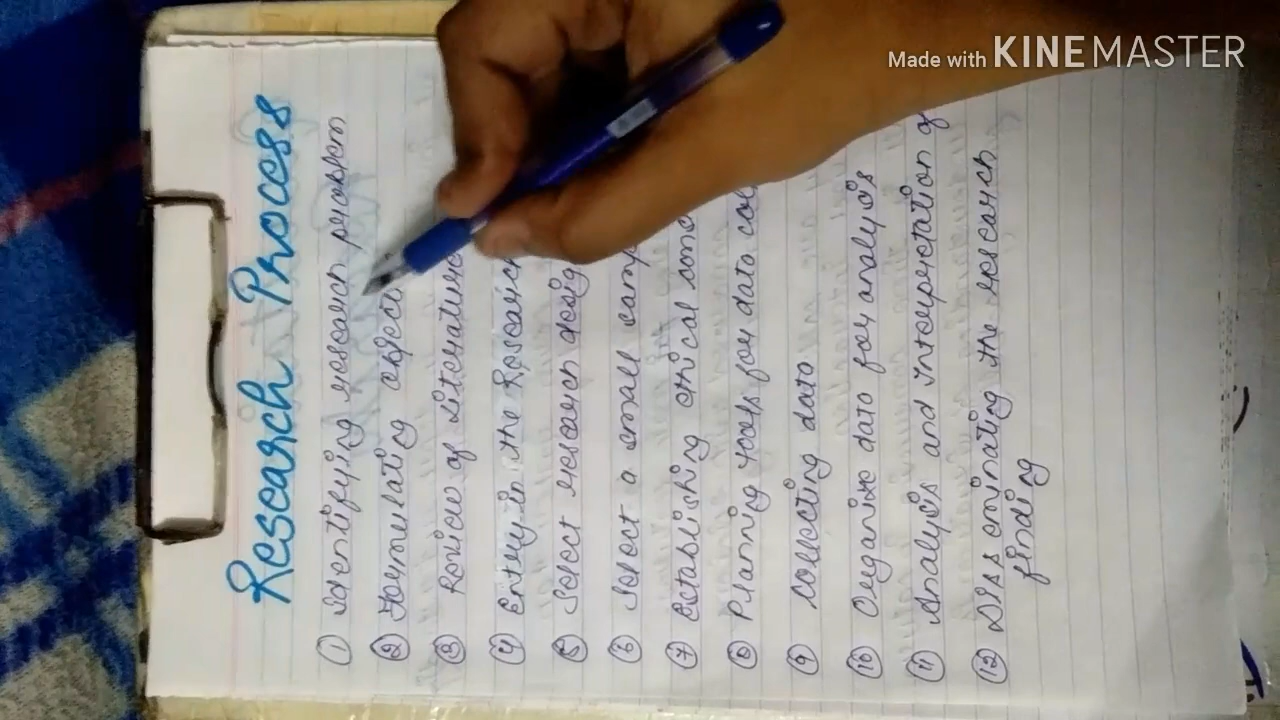 Made with KINEMASTER
Research Process
① Identifying research problem
② Formulating
③ Review of Literature
④ Entry in the Research
⑤ Select research
⑥ Select a small
⑦ Establishing ethical
⑧ Planning tools for data
⑨ Collecting data
⑩ Organize data for analysis
⑪ Analysis and Interpretation of
⑫ Disseminating the research
finding